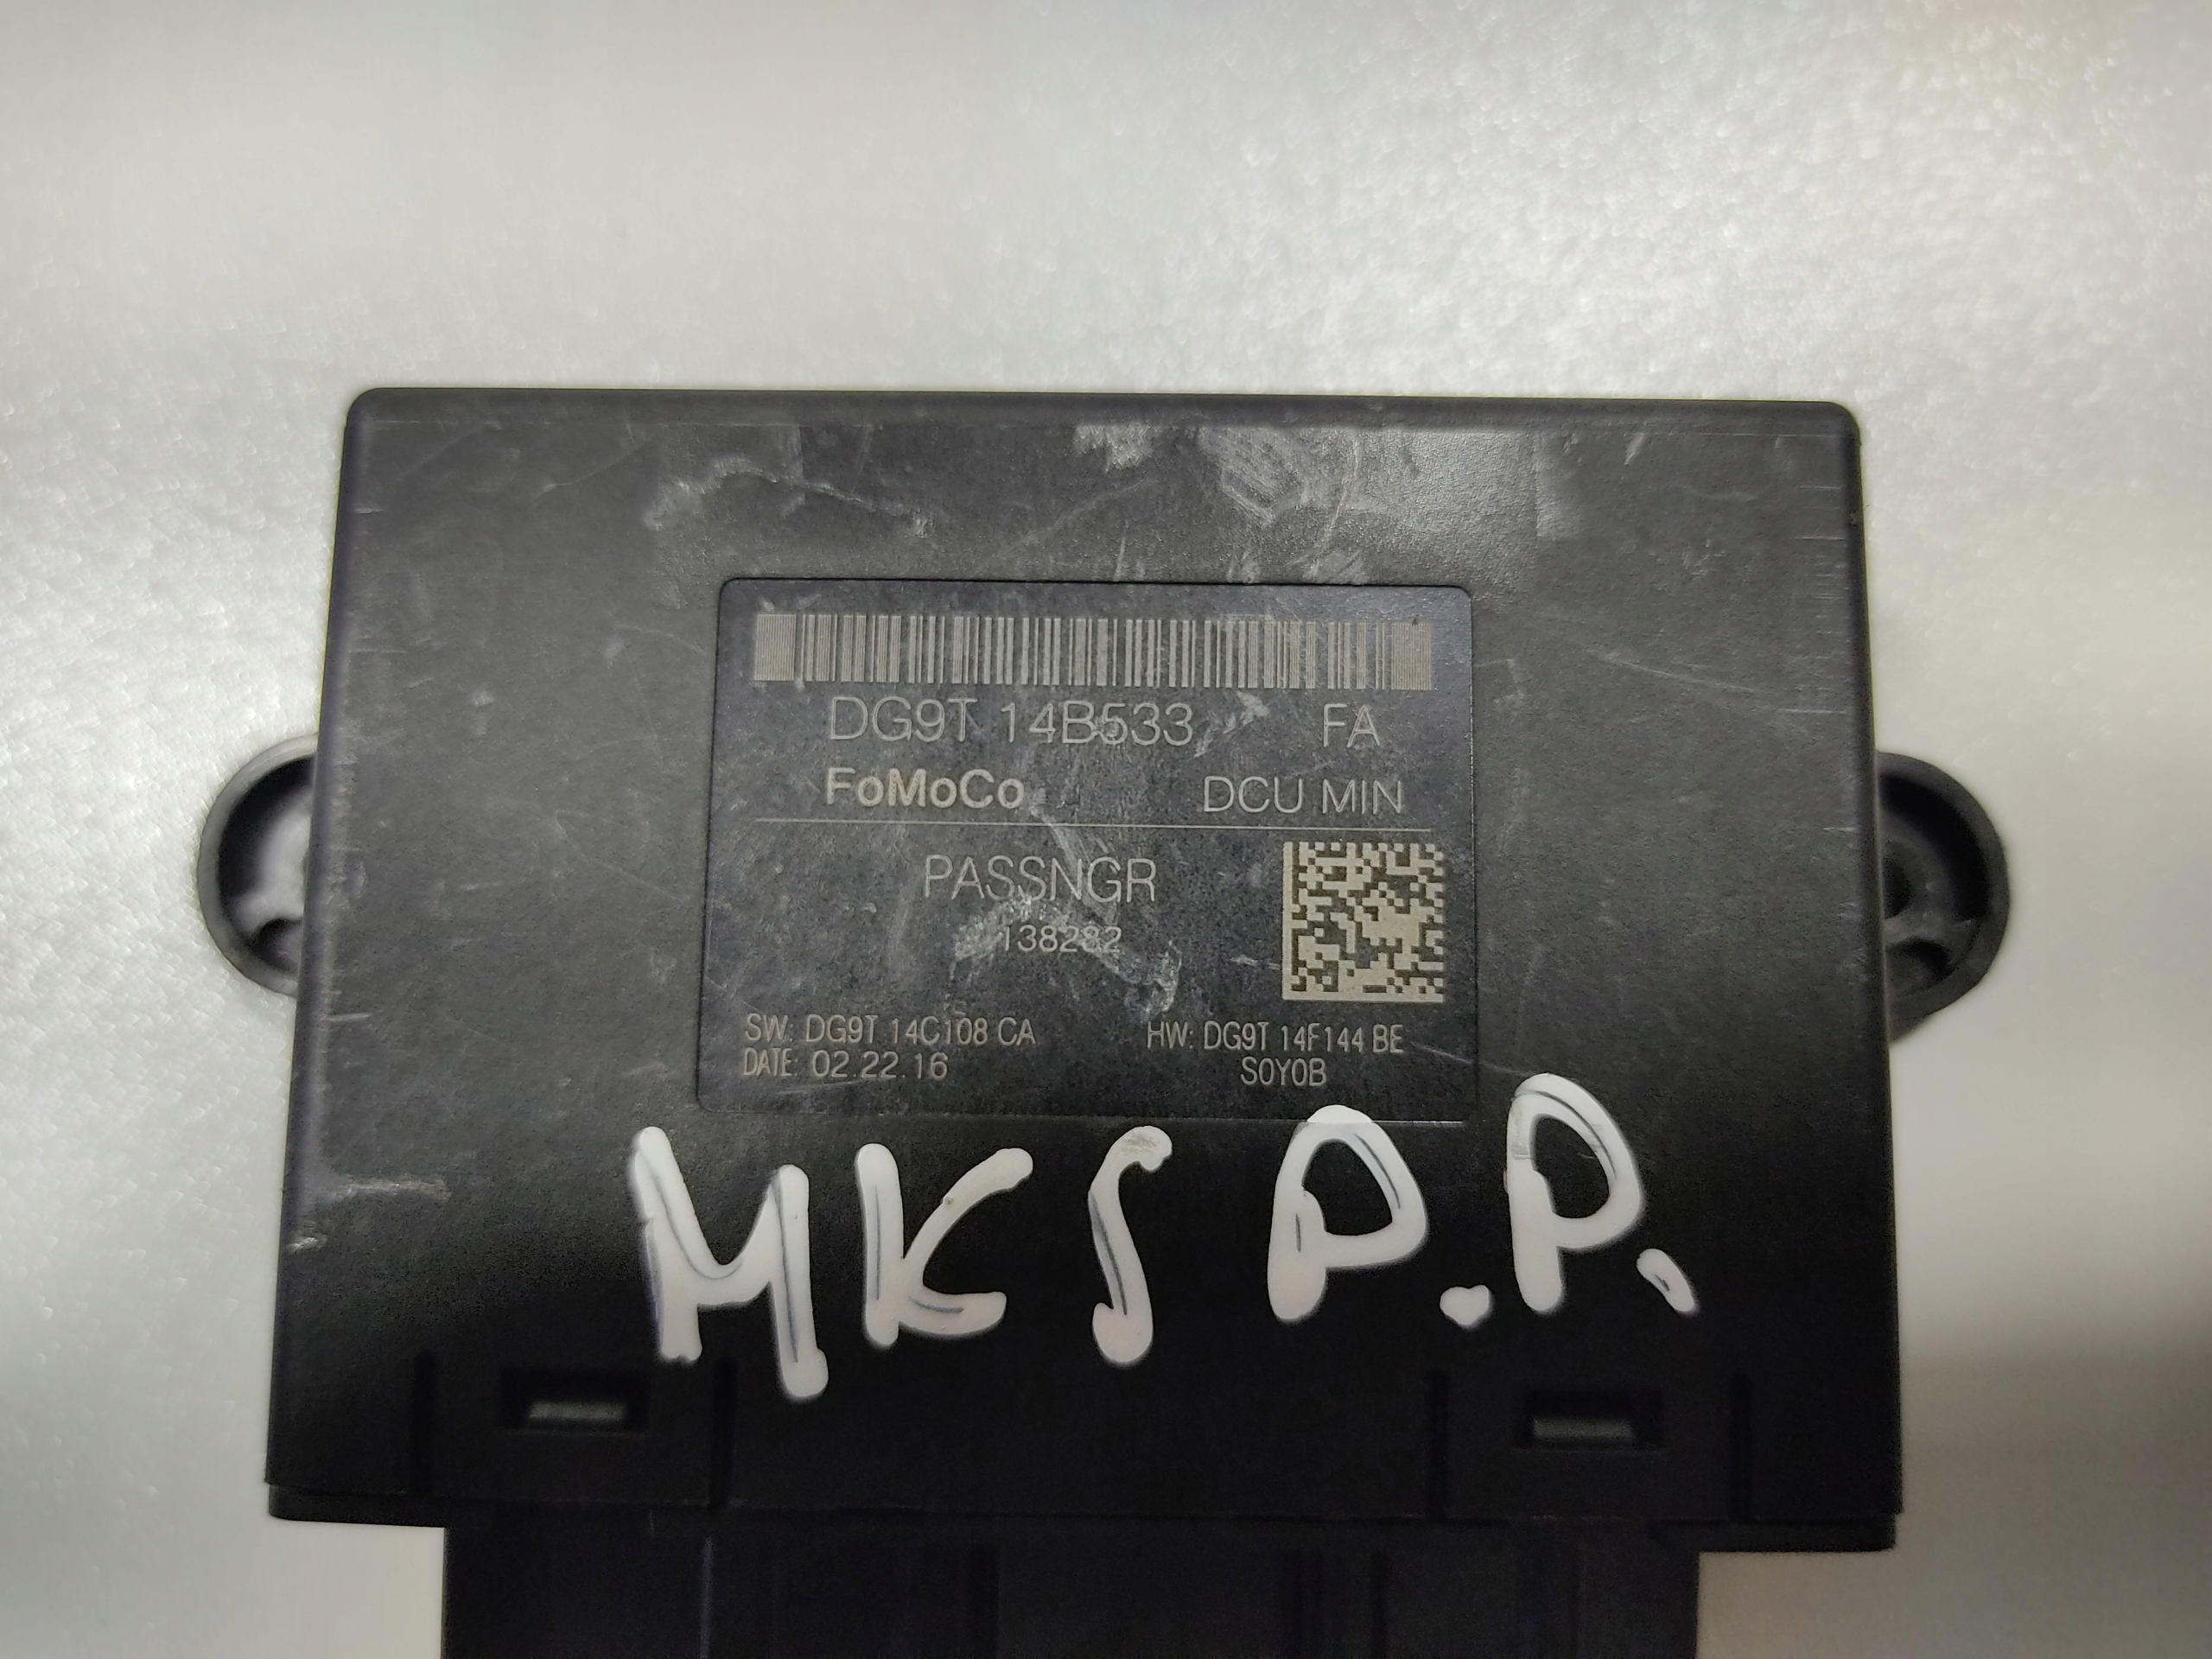 DG9T 14B533 FA
FoMoCo DCU MIN
PASSNGR
138282
SW: DG9T 14C108 CA HW: DG9T 14F144 BE
DATE: 02.22.16 S0Y0B
MKS P.P.